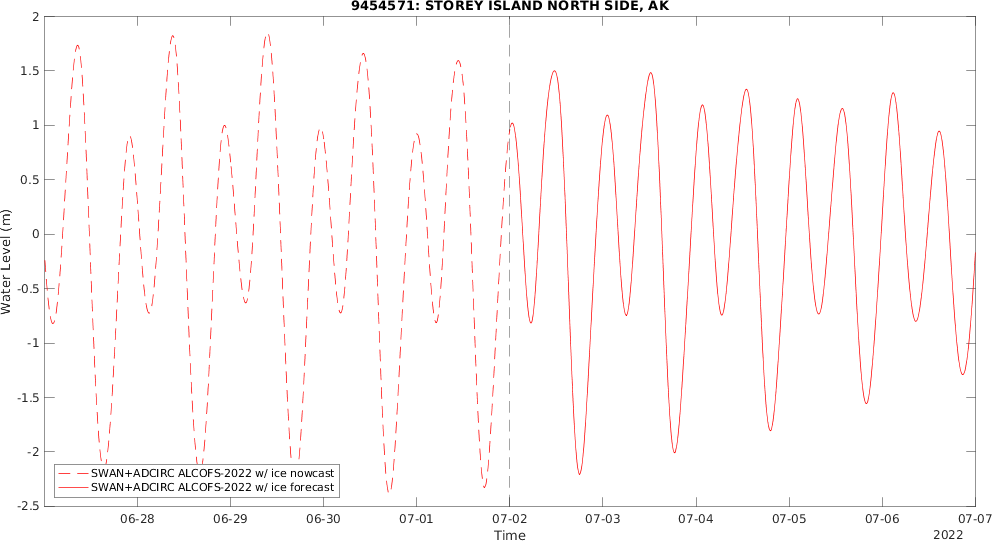 9454571: STOREY ISLAND NORTH SIDE, AK
2
1.5
1
0.5
0
-0.5
-1
-1.5
-2
-2.5
Water Level (m)
SWAN+ADCIRC ALCOFS-2022 w/ ice nowcast
SWAN+ADCIRC ALCOFS-2022 w/ ice forecast
06-28 06-29 06-30 07-01 07-02 07-03 07-04 07-05 07-06 07-07
Time
2022